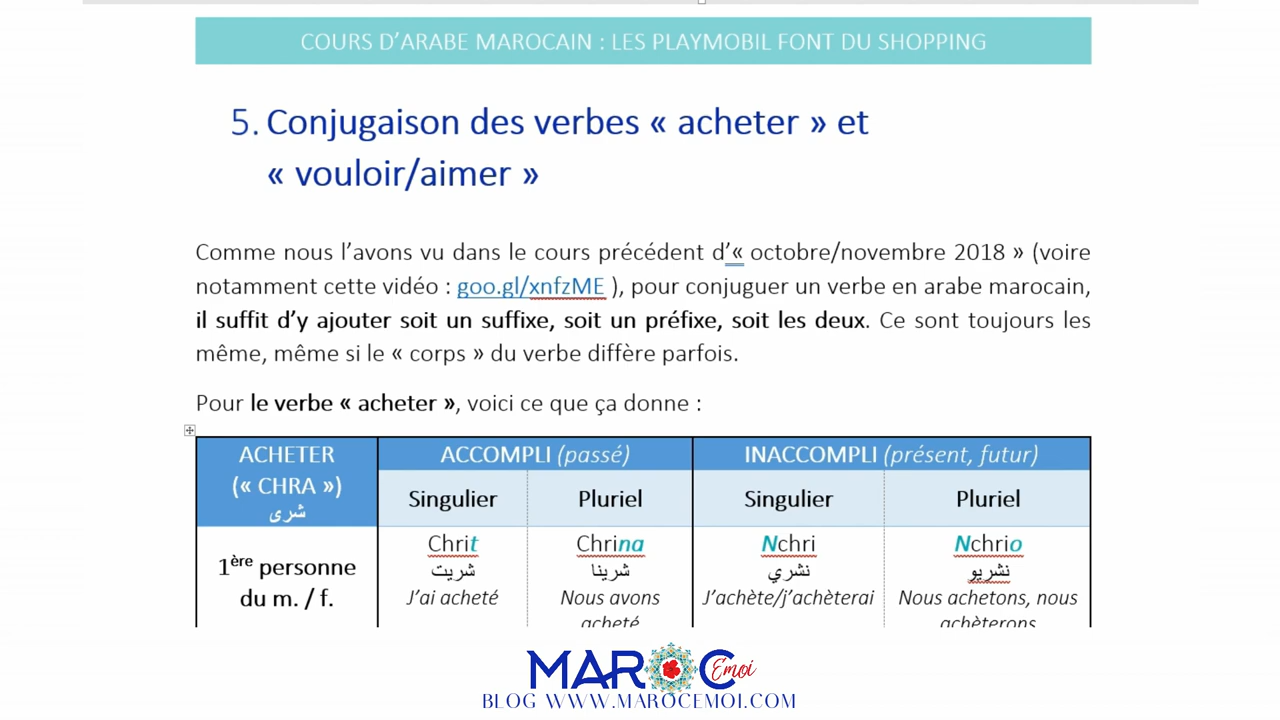 COURS D'ARABE MAROCAIN : LES PLAYMOBIL FONT DU SHOPPING
5. Conjugaison des verbes « acheter » et
« vouloir/aimer »
Comme nous l'avons vu dans le cours précédent d'« octobre/novembre 2018 » (voire
notamment cette vidéo : goo.gl/xnfzME ), pour conjuguer un verbe en arabe marocain,
il suffit d'y ajouter soit un suffixe, soit un préfixe, soit les deux. Ce sont toujours les
même, même si le « corps » du verbe diffère parfois.
Pour le verbe « acheter », voici ce que ça donne :
ACHETER
(« CHRA »)
شرى
ACCOMPLI (passé)
INACCOMPLI (présent, futur)
Singulier
Pluriel
Singulier
Pluriel
1ère personne
du m. / f.
Chrit
شريت
J'ai acheté
Chrina
شرينا
Nous avons
acheté
Nchri
نشري
J'achète/j'achèterai
Nchrio
نشريو
Nous achetons, nous
achèterons
MAROC Émoi
BLOG WWW.MAROCEMOI.COM